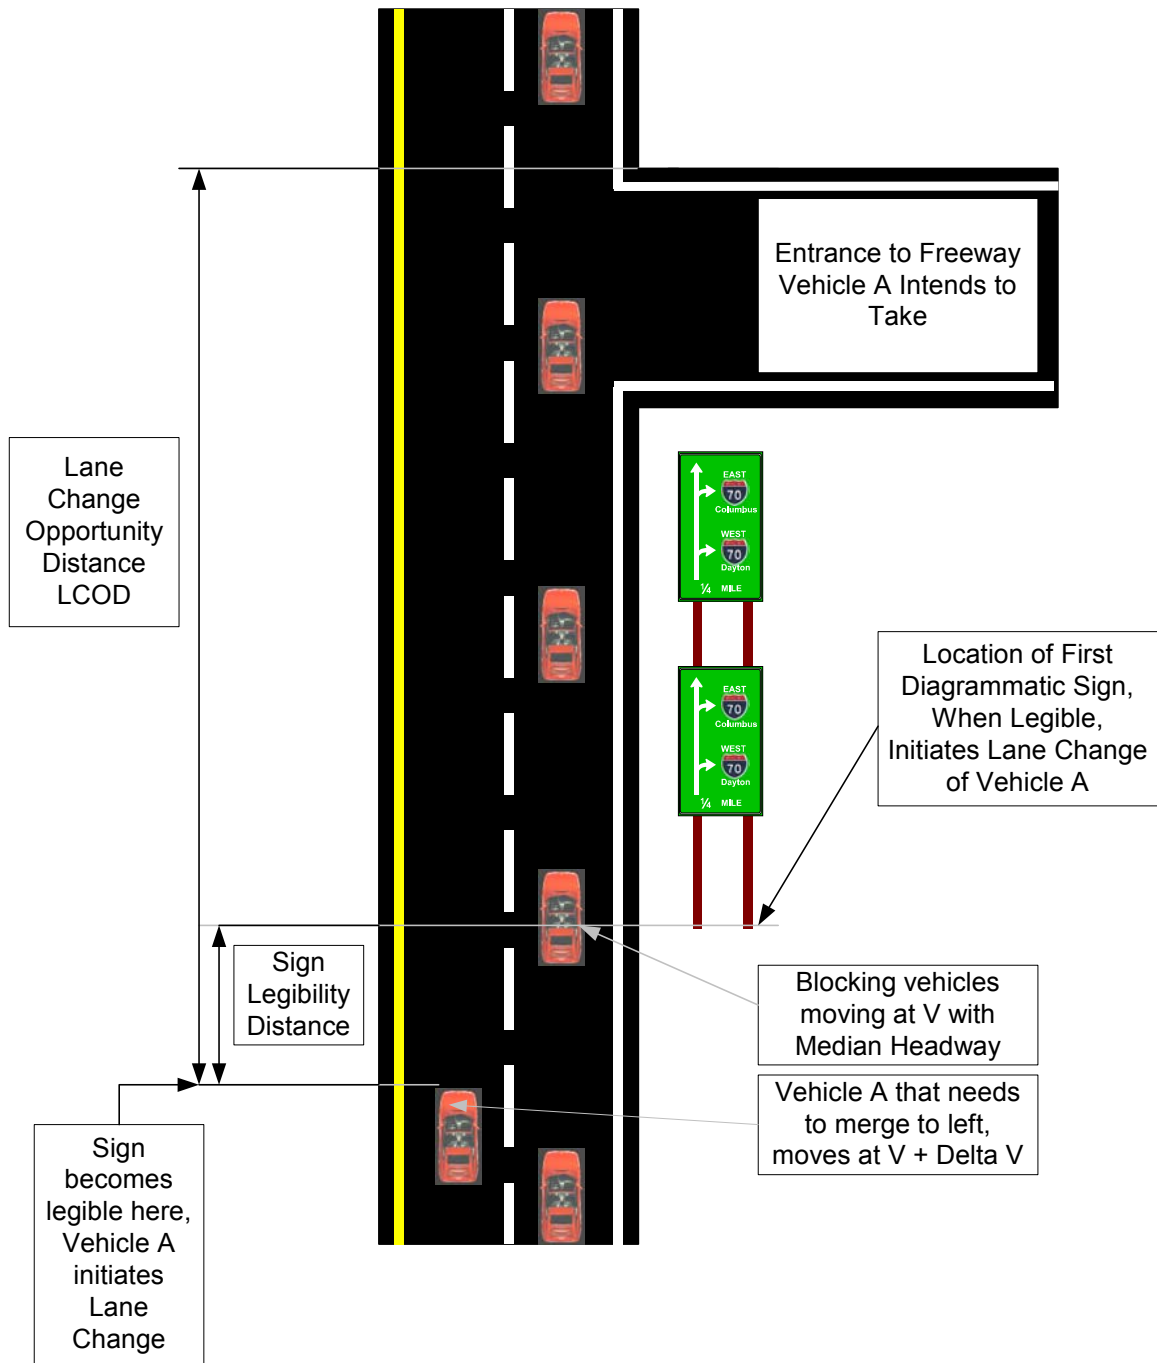 Entrance to Freeway
Vehicle A Intends to
Take
Lane
Change
Opportunity
Distance
LCOD
EAST
70
Columbus
WEST
70
Dayton
¼ MILE
EAST
70
Columbus
WEST
70
Dayton
¼ MILE
Location of First
Diagrammatic Sign,
When Legible,
Initiates Lane Change
of Vehicle A
Sign
Legibility
Distance
Blocking vehicles
moving at V with
Median Headway
Vehicle A that needs
to merge to left,
moves at V + Delta V
Sign
becomes
legible here,
Vehicle A
initiates
Lane
Change